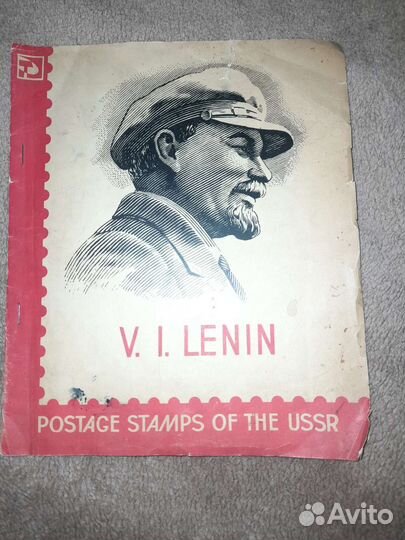 V. I. LENIN
POSTAGE STAMPS OF THE USSR
Avito